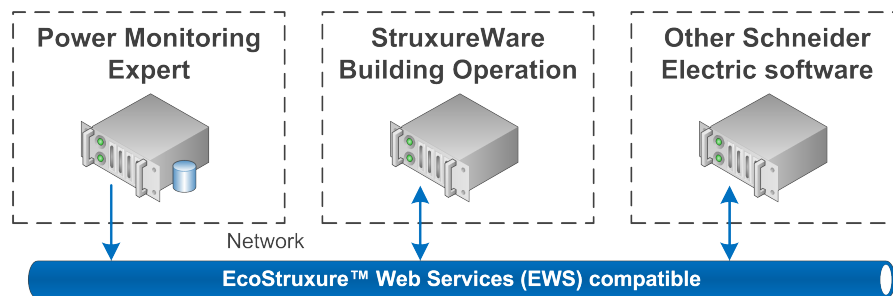 Power Monitoring
Expert
StruxureWare
Building Operation
Other Schneider
Electric software
Network
EcoStruxure™ Web Services (EWS) compatible